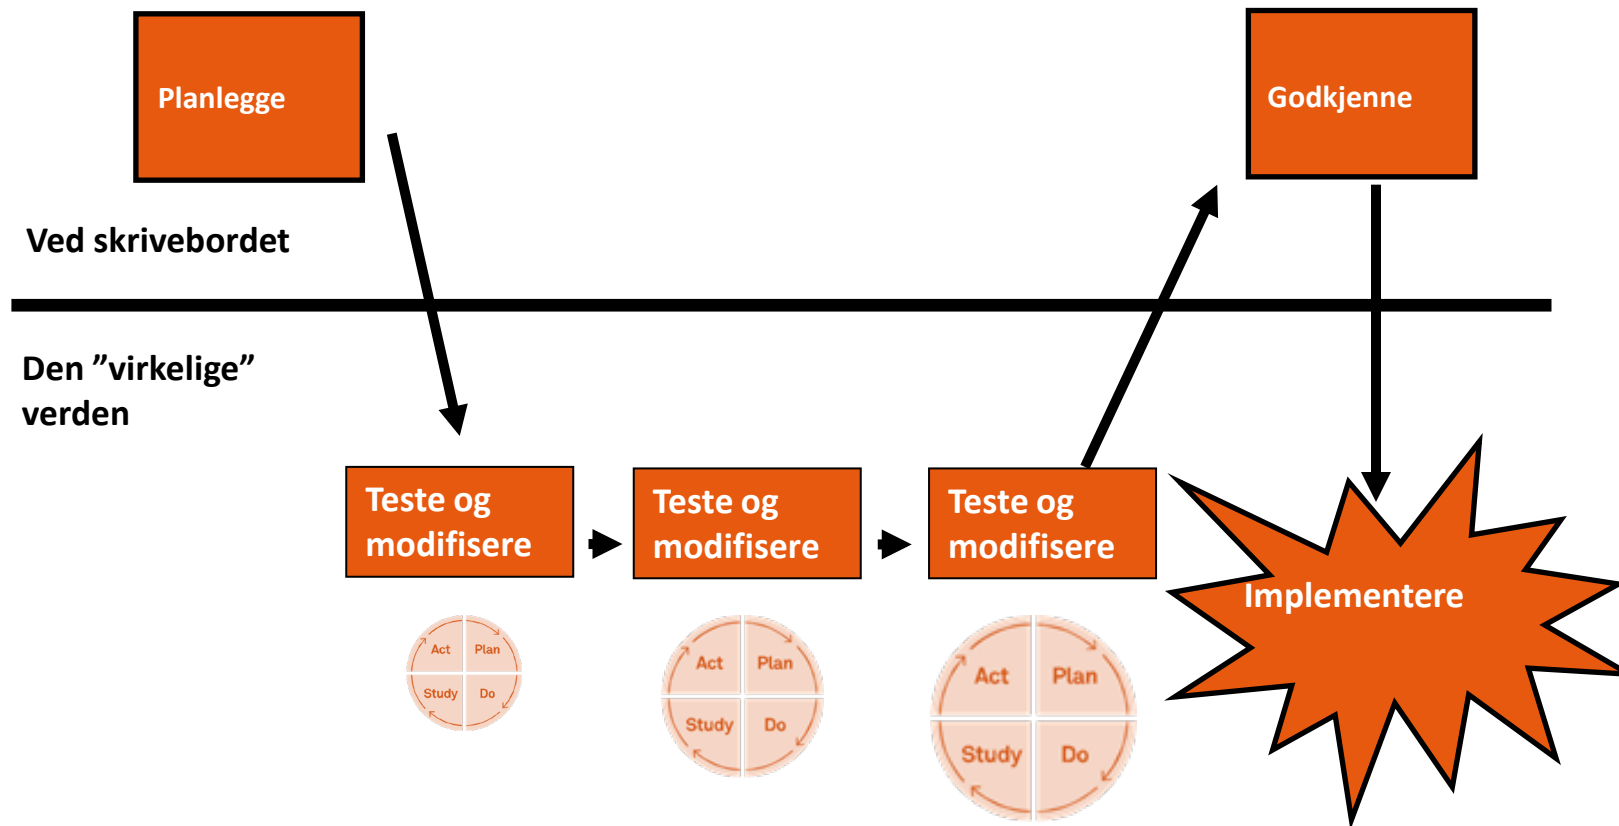 Planlegge
Godkjenne
Ved skrivebordet
Den ”virkelige”
verden
Teste og
modifisere
Teste og
modifisere
Teste og
modifisere
Implementere
Act Plan
Study Do
Act Plan
Study Do
Act Plan
Study Do